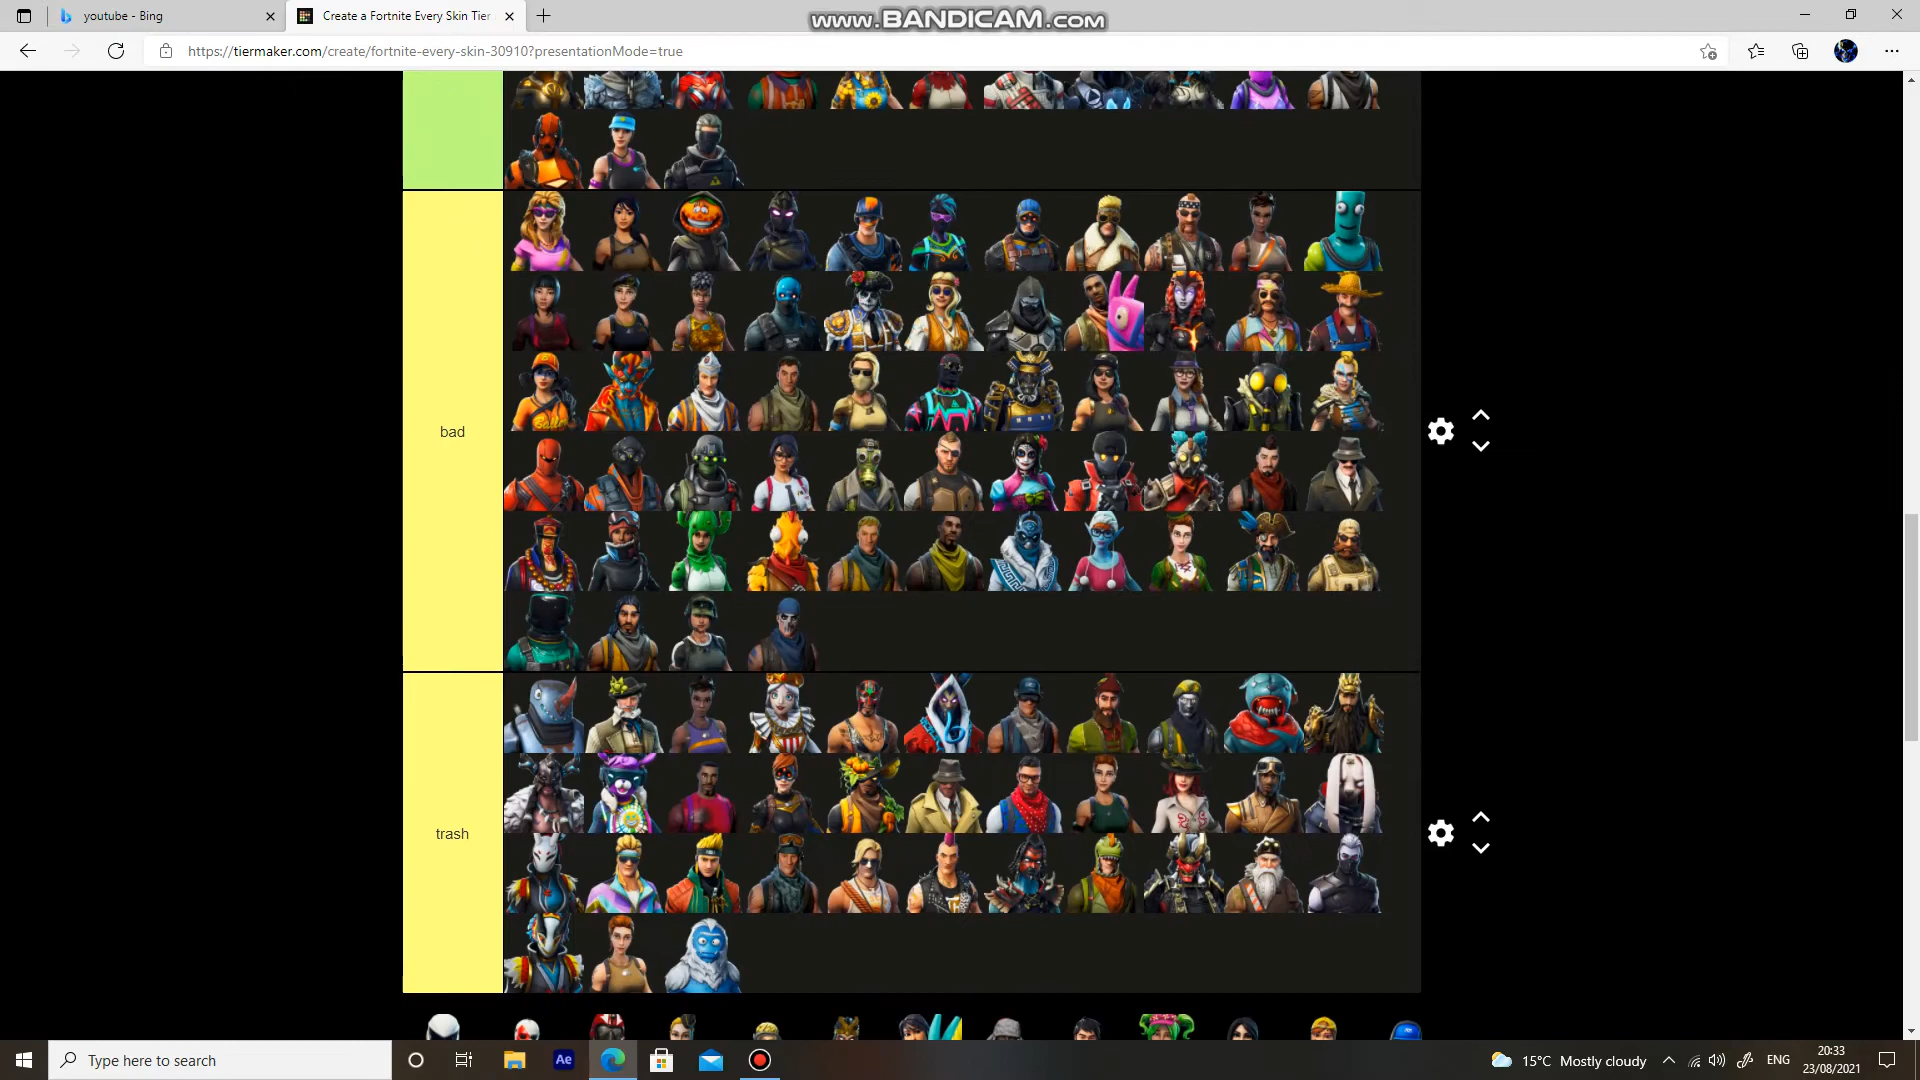 youtube - Bing
Create a Fortnite Every Skin Tier
www.BANDICAM.com
https://tiermaker.com/create/fortnite-every-skin-30910?presentationMode=true
bad
trash
Type here to search
Ae
15°C Mostly cloudy
ENG
20:33
23/08/2021